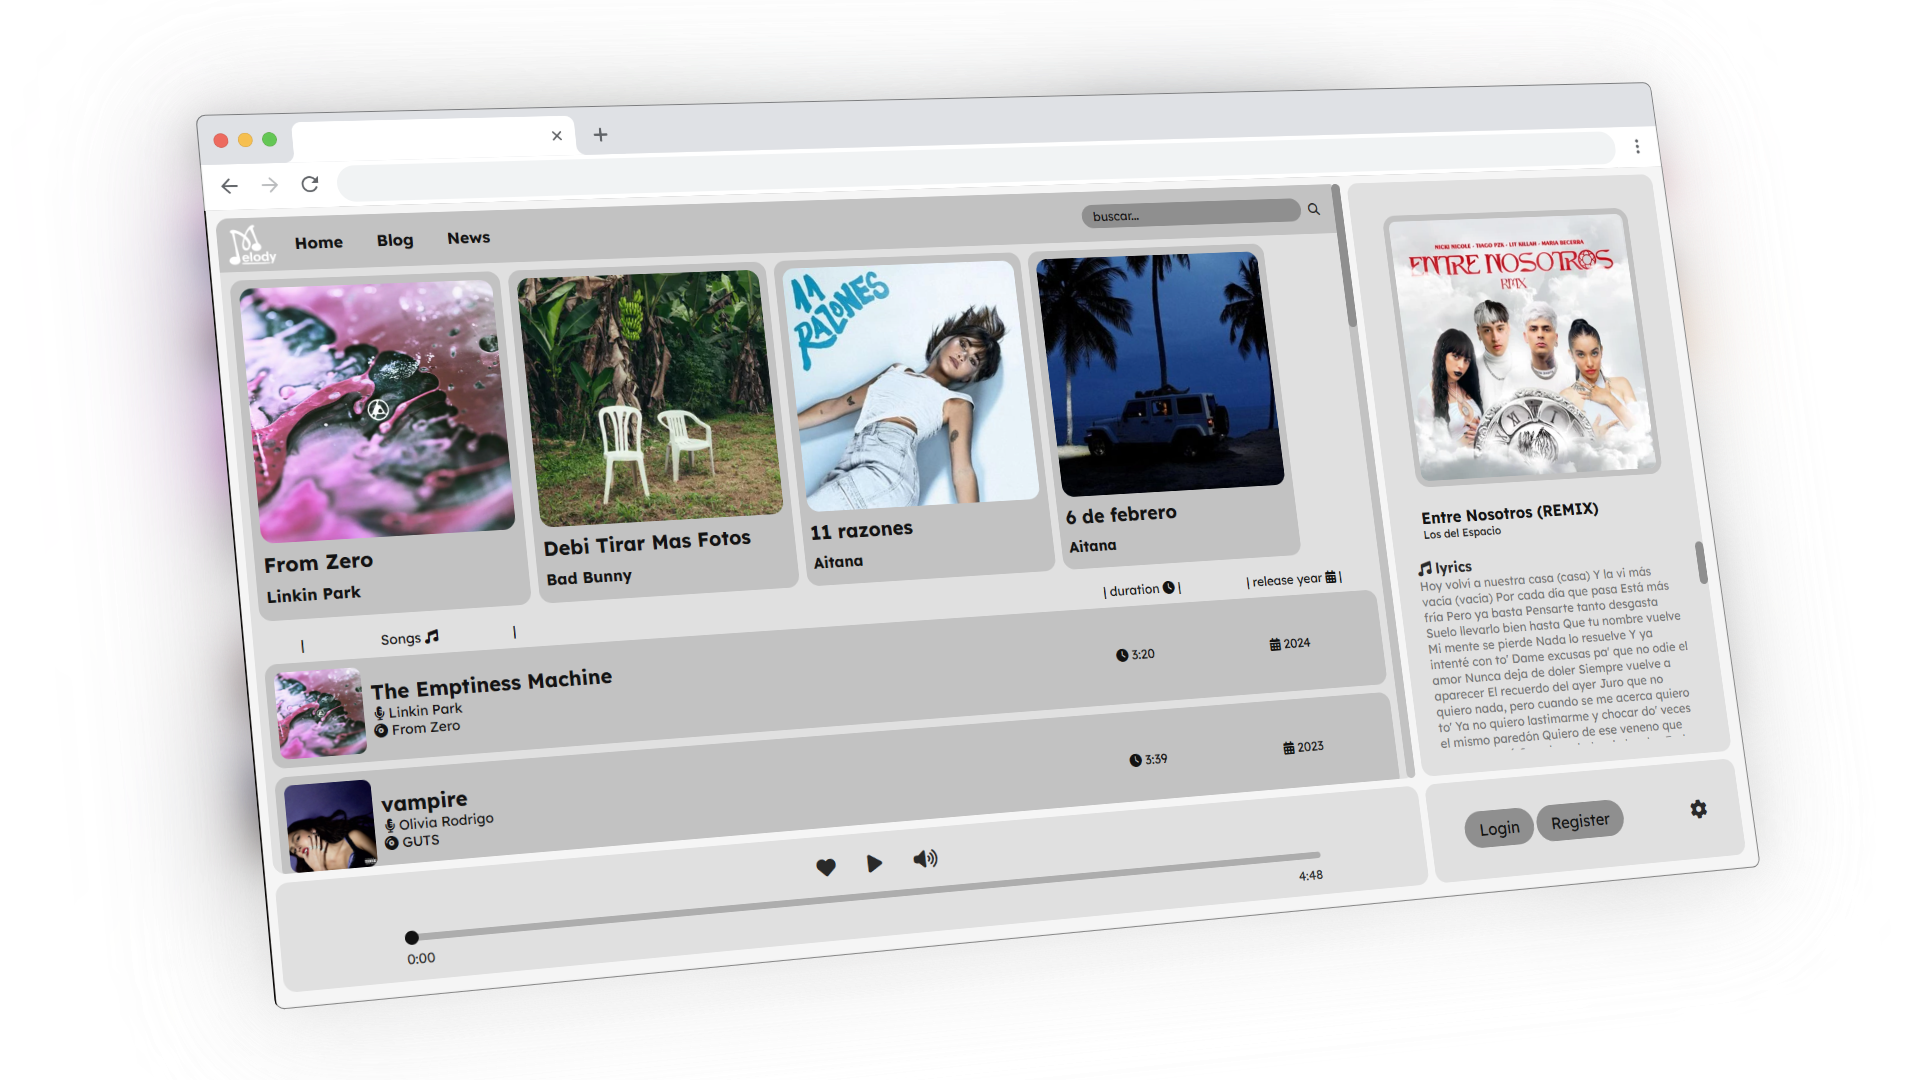 Melody
Home
Blog
News
buscar...
11
RAZONES
From Zero
Linkin Park
Debi Tirar Mas Fotos
Bad Bunny
11 razones
Aitana
6 de febrero
Aitana
| Songs |
| duration |
| release year |
The Emptiness Machine
Linkin Park
From Zero
3:20
2024
vampire
Olivia Rodrigo
GUTS
3:39
2023
0:00
4:48
NICKI NICOLE - TIAGO PZK - LIT KILLAH - MARIA BECERRA
ENTRE NOSOTROS
RMX
Entre Nosotros (REMIX)
Los del Espacio
lyrics
Hoy volví a nuestra casa (casa) Y la vi más
vacía (vacía) Por cada día que pasa Está más
fría Pero ya basta Pensarte tanto desgasta
Suelo llevarlo bien hasta Que tu nombre vuelve
Mi mente se pierde Nada lo resuelve Y ya
intenté con to' Dame excusas pa' que no odie el
amor Nunca deja de doler Siempre vuelve a
aparecer El recuerdo del ayer Juro que no
quiero nada, pero cuando se me acerca quiero
to' Ya no quiero lastimarme y chocar do' veces
el mismo paredón Quiero de ese veneno que
Login
Register